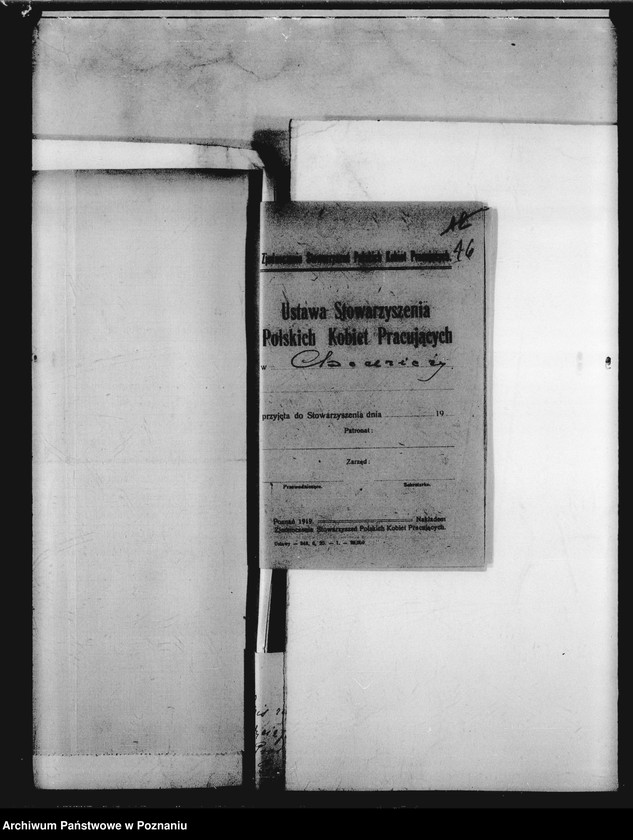 46
Zjednoczenie Stowarzyszeń Polskich Kobiet Pracujących.
Ustawa Stowarzyszenia
Polskich Kobiet Pracujących
w Chodzieży
przyjęta do Stowarzyszenia dnia 19
Patronat:
Zarząd:
Przewodnicząca. Sekretarka.
Poznań 1919. Nakładem
Zjednoczenia Stowarzyszeń Polskich Kobiet Pracujących.
Archiwum Państwowe w Poznaniu